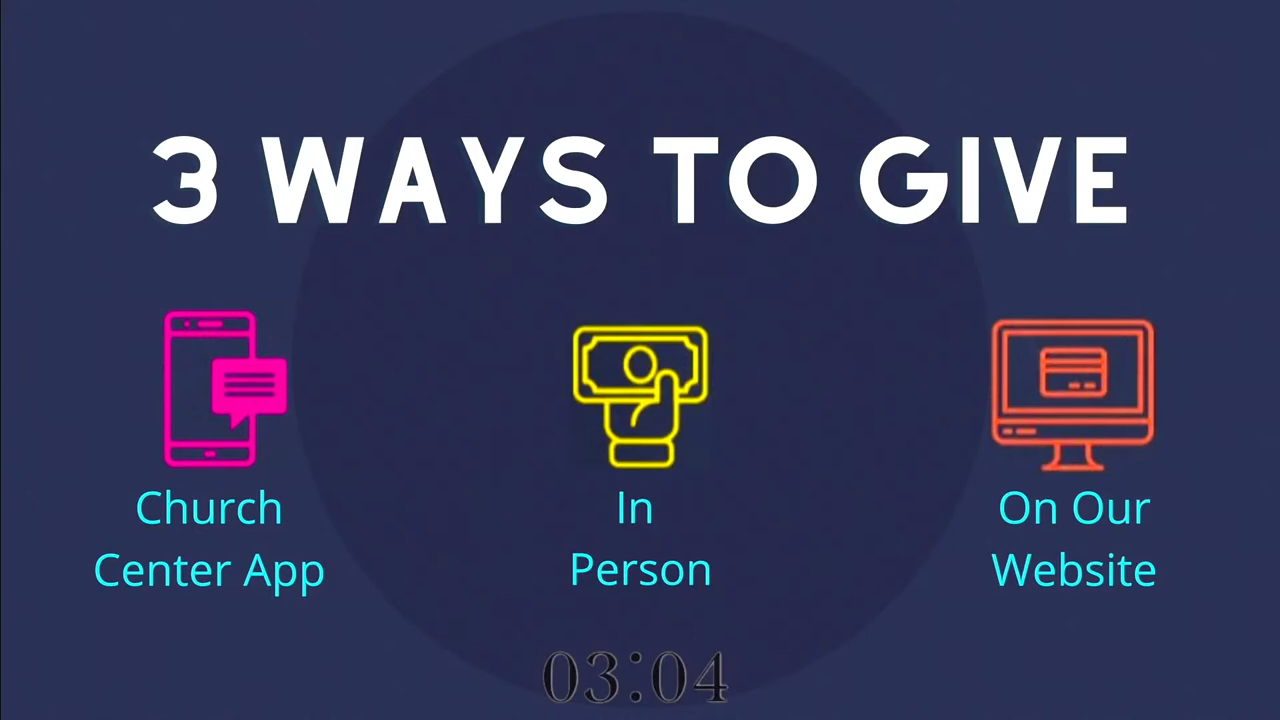 3 WAYS TO GIVE
Church
Center App
In
Person
On Our
Website
03:04